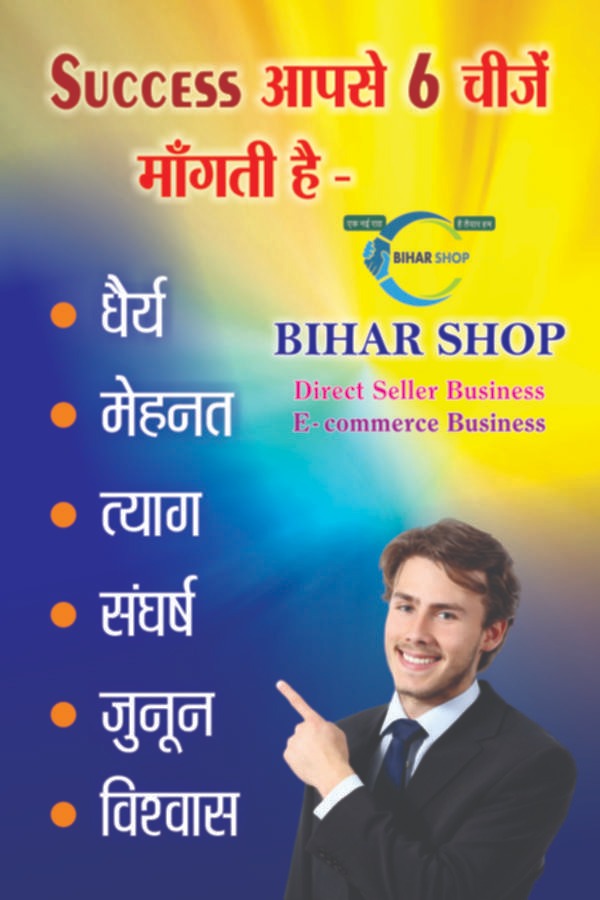 SUCCESS आपसे 6 चीजें
माँगती है -
एक नई राह
हैं तैयार हम
BIHAR SHOP
BIHAR SHOP
Direct Seller Business
E-commerce Business
• धैर्य
• मेहनत
• त्याग
• संघर्ष
• जुनून
• विश्वास